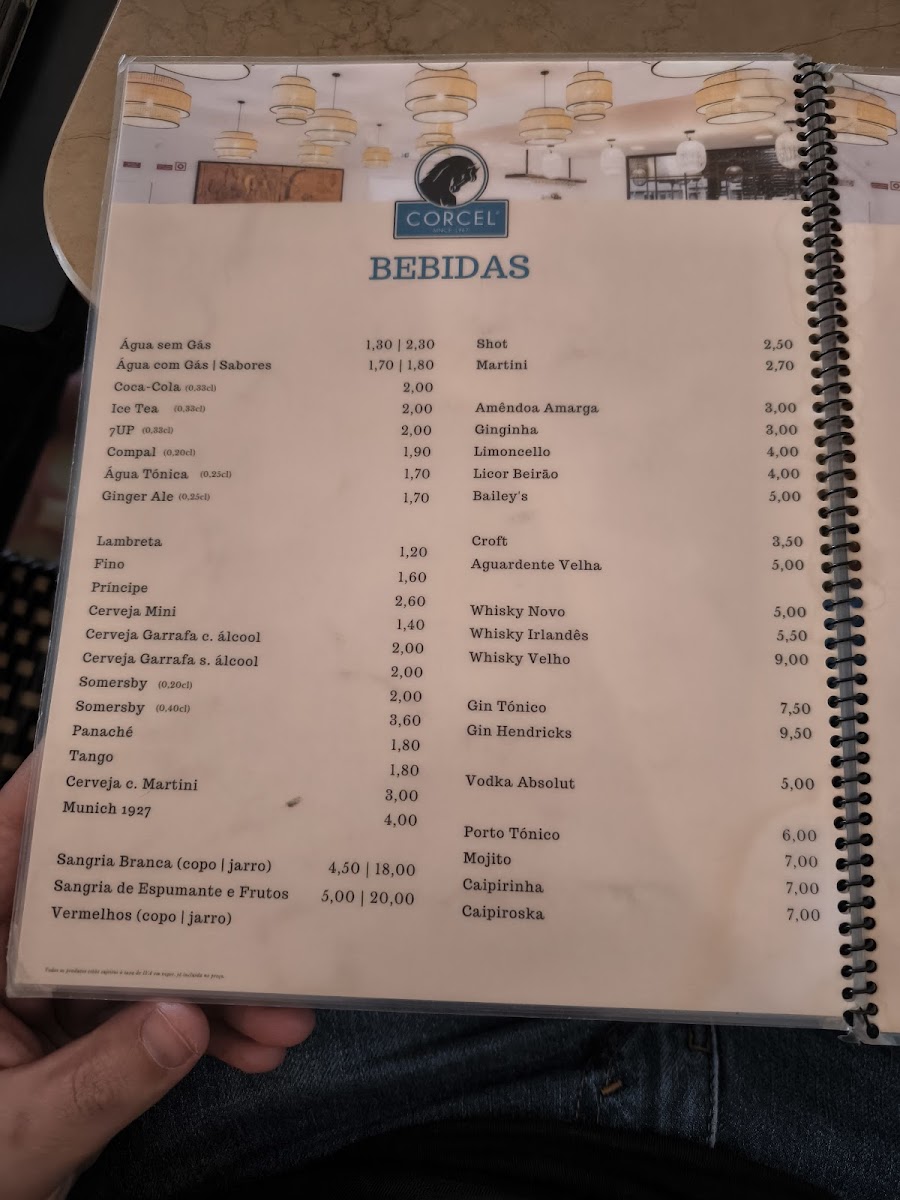 CORCEL
BEBIDAS
Água sem Gás 1,30 | 2,30
Água com Gás | Sabores 1,70 | 1,80
Coca-Cola (0,33cl) 2,00
Ice Tea (0,33cl) 2,00
7UP (0,33cl) 2,00
Compal (0,20cl) 1,90
Água Tónica (0,25cl) 1,70
Ginger Ale (0,25cl) 1,70
Lambreta 1,20
Fino 1,60
Príncipe 2,60
Cerveja Mini 1,40
Cerveja Garrafa c. álcool 2,00
Cerveja Garrafa s. álcool 2,00
Somersby (0,20cl) 2,00
Somersby (0,40cl) 3,60
Panaché 1,80
Tango 1,80
Cerveja c. Martini 3,00
Munich 1927 4,00
Sangria Branca (copo | jarro) 4,50 | 18,00
Sangria de Espumante e Frutos 5,00 | 20,00
Vermelhos (copo | jarro)
Shot 2,50
Martini 2,70
Amêndoa Amarga 3,00
Ginginha 3,00
Limoncello 4,00
Licor Beirão 4,00
Bailey's 5,00
Croft 3,50
Aguardente Velha 5,00
Whisky Novo 5,00
Whisky Irlandês 5,50
Whisky Velho 9,00
Gin Tónico 7,50
Gin Hendricks 9,50
Vodka Absolut 5,00
Porto Tónico 6,00
Mojito 7,00
Caipirinha 7,00
Caipiroska 7,00